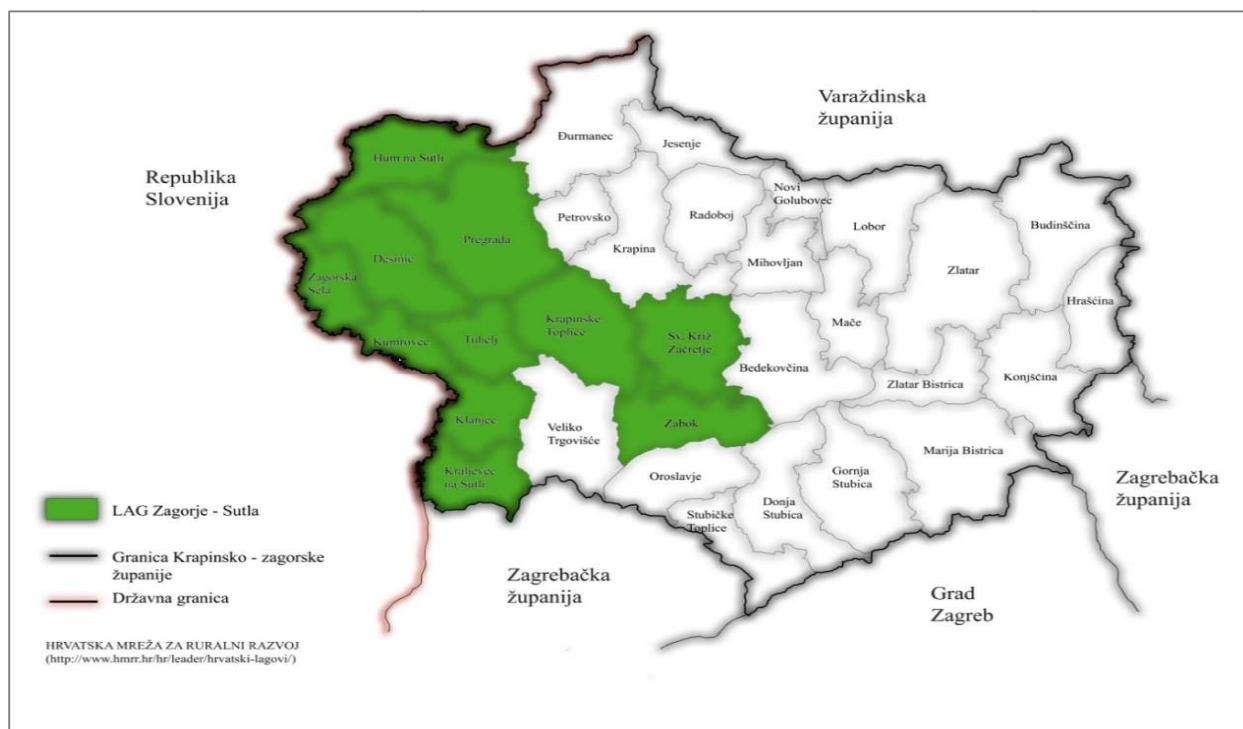 Varaždinska
županija
Republika
Slovenija
Đurmanec
Jesenje
Hum na Sutli
Novi
Golubovec
Petrovsko
Radoboj
Lobor
Budinščina
Krapina
Pregrada
Desinić
Mihovljan
Zlatar
Zagorska
Sela
Hrašćina
Krapinske
Toplice
Mače
Kumrovec
Tuhelj
Sv. Križ
Začretje
Bedekovčina
Zlatar Bistrica
Konjšćina
Klanjec
Veliko
Trgovišće
Zabok
Marija Bistrica
Kraljevec
na Sutli
Oroslavje
Gornja
Stubica
Zagrebačka
županija
Stubičke
Toplice
Donja
Stubica
LAG Zagorje - Sutla
Granica Krapinsko - zagorske
županije
Državna granica
Zagrebačka
županija
Grad
Zagreb
HRVATSKA MREŽA ZA RURALNI RAZVOJ
(http://www.hmrr.hr/hr/leader/hrvatski-lagovi/)